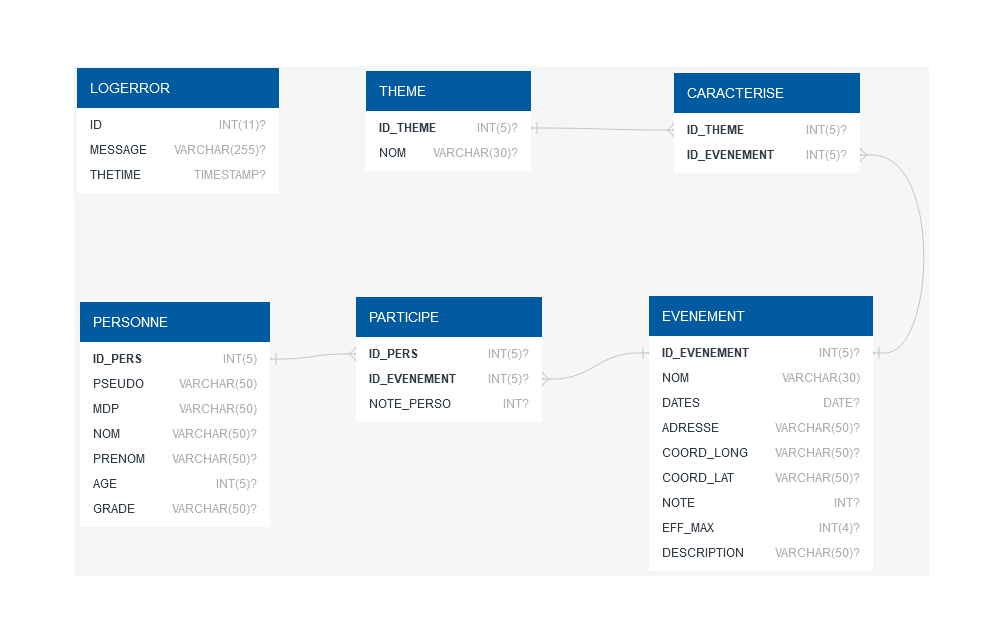 LOGERROR
ID INT(11)?
MESSAGE VARCHAR(255)?
THETIME TIMESTAMP?
THEME
ID_THEME INT(5)?
NOM VARCHAR(30)?
CARACTERISE
ID_THEME INT(5)?
ID_EVENEMENT INT(5)?
PERSONNE
ID_PERS INT(5)
PSEUDO VARCHAR(50)
MDP VARCHAR(50)
NOM VARCHAR(50)?
PRENOM VARCHAR(50)?
AGE INT(5)?
GRADE VARCHAR(50)?
PARTICIPE
ID_PERS INT(5)?
ID_EVENEMENT INT(5)?
NOTE_PERSO INT?
EVENEMENT
ID_EVENEMENT INT(5)?
NOM VARCHAR(30)
DATES DATE?
ADRESSE VARCHAR(50)?
COORD_LONG VARCHAR(50)?
COORD_LAT VARCHAR(50)?
NOTE INT?
EFF_MAX INT(4)?
DESCRIPTION VARCHAR(50)?